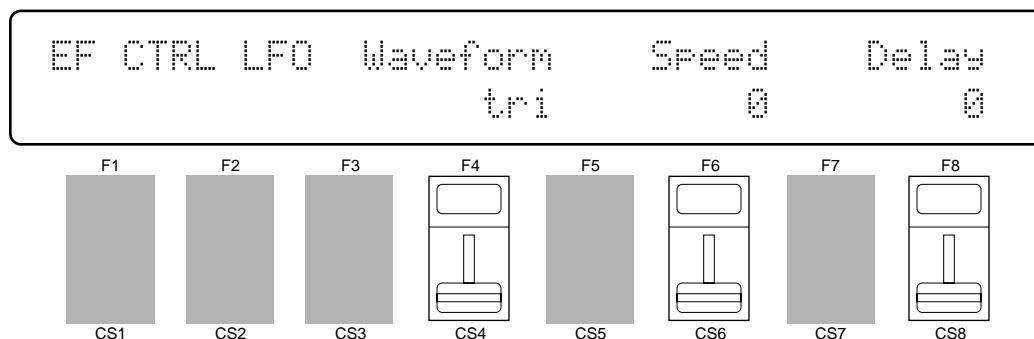 EF CTRL LFO Waveform Speed Delay
tri 0 0
F1 F2 F3 F4 F5 F6 F7 F8
CS1 CS2 CS3 CS4 CS5 CS6 CS7 CS8